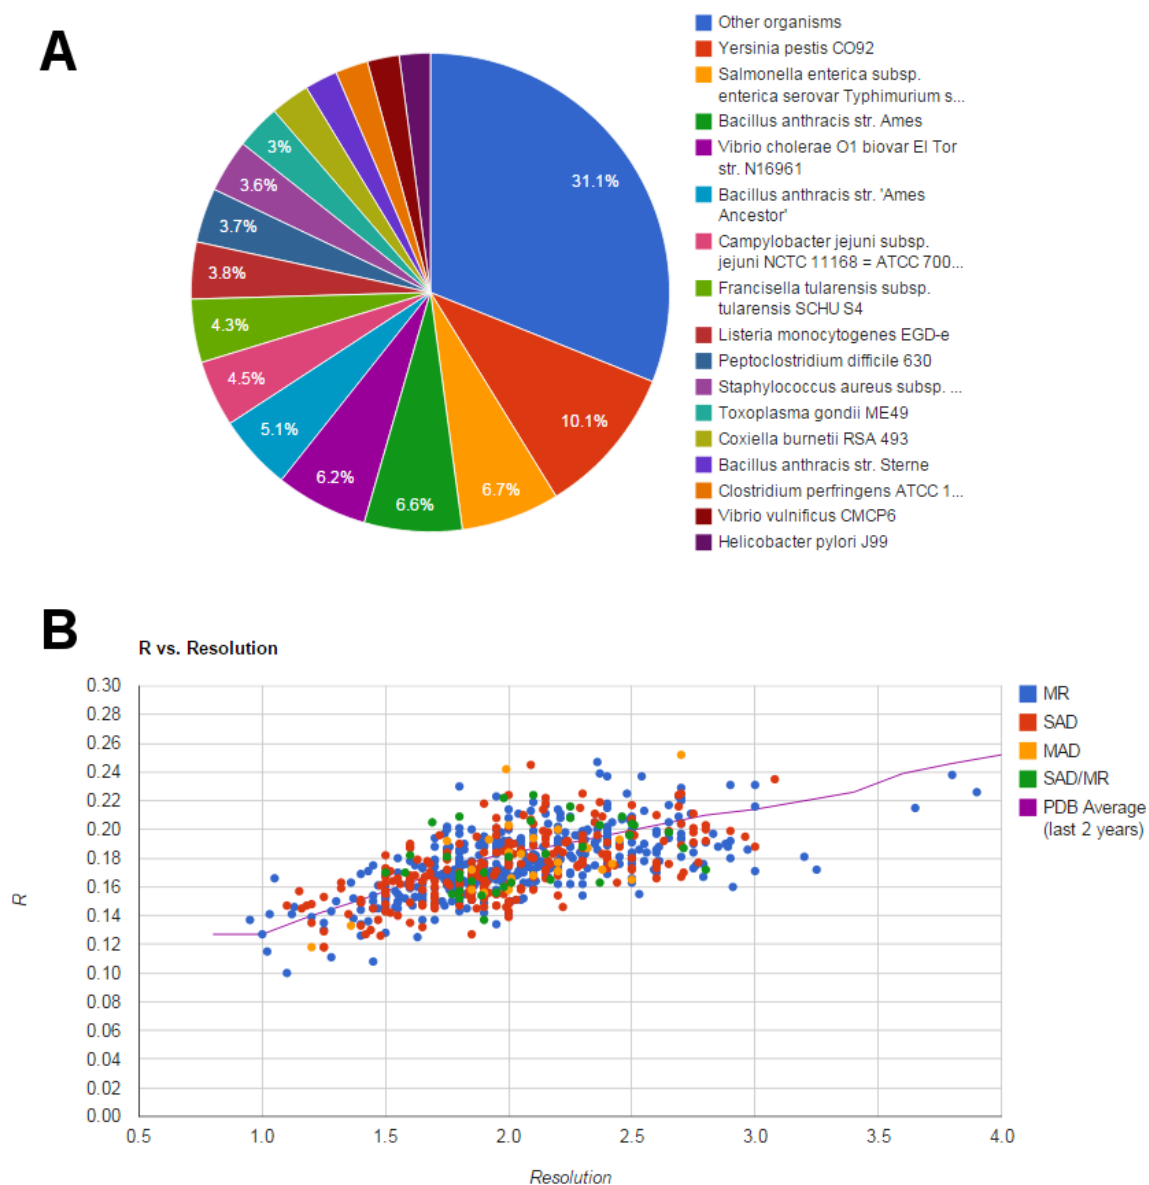 A
Other organisms
Yersinia pestis CO92
Salmonella enterica subsp.
enterica serovar Typhimurium s...
Bacillus anthracis str. Ames
Vibrio cholerae O1 biovar El Tor
str. N16961
Bacillus anthracis str. 'Ames
Ancestor'
Campylobacter jejuni subsp.
jejuni NCTC 11168 = ATCC 700...
Francisella tularensis subsp.
tularensis SCHU S4
Listeria monocytogenes EGD-e
Peptoclostridium difficile 630
Staphylococcus aureus subsp. ...
Toxoplasma gondii ME49
Coxiella burnetii RSA 493
Bacillus anthracis str. Sterne
Clostridium perfringens ATCC 1...
Vibrio vulnificus CMCP6
Helicobacter pylori J99
31.1%
10.1%
6.7%
6.6%
6.2%
5.1%
4.5%
4.3%
3.8%
3.7%
3.6%
3%
B
R vs. Resolution
0.30
0.28
0.26
0.24
0.22
0.20
0.18
0.16
0.14
0.12
0.10
0.08
0.06
0.04
0.02
0.00
R
0.5 1.0 1.5 2.0 2.5 3.0 3.5 4.0
Resolution
MR
SAD
MAD
SAD/MR
PDB Average
(last 2 years)